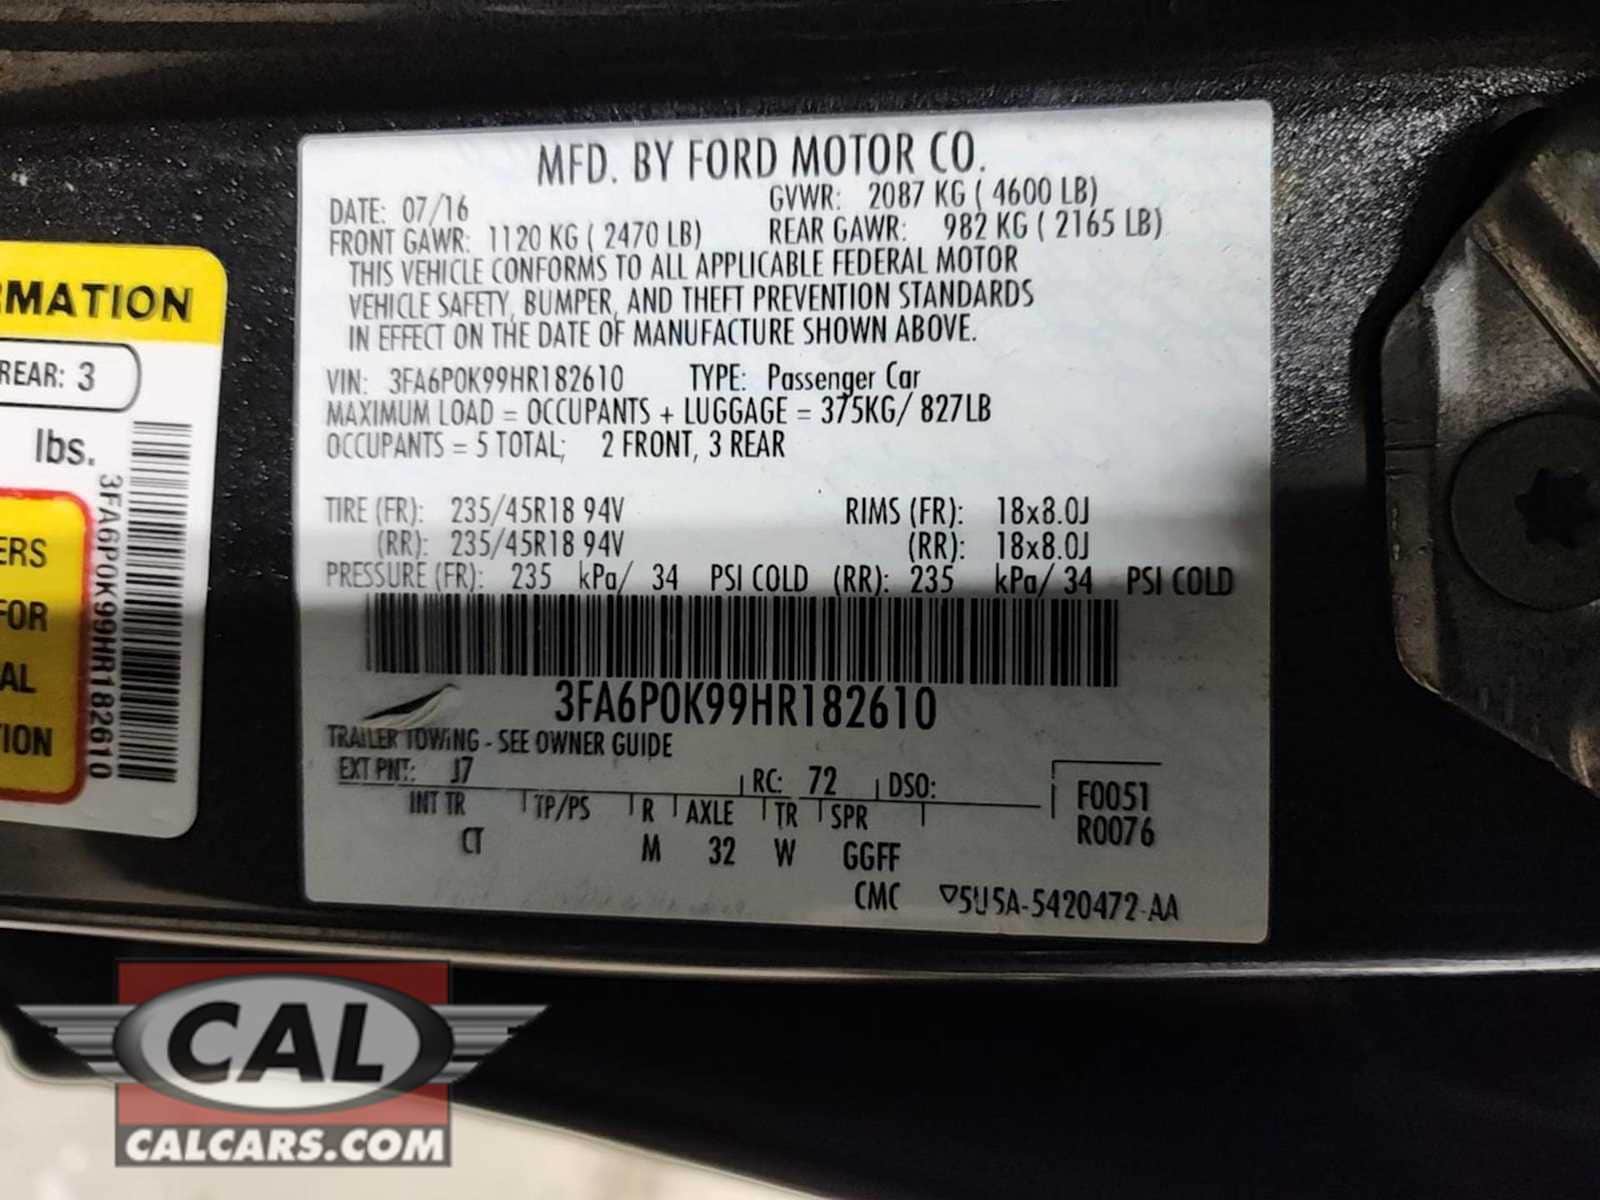 MFD. BY FORD MOTOR CO.
DATE: 07/16 GVWR: 2087 KG ( 4600 LB)
FRONT GAWR: 1120 KG ( 2470 LB) REAR GAWR: 982 KG ( 2165 LB)
THIS VEHICLE CONFORMS TO ALL APPLICABLE FEDERAL MOTOR
VEHICLE SAFETY, BUMPER, AND THEFT PREVENTION STANDARDS
IN EFFECT ON THE DATE OF MANUFACTURE SHOWN ABOVE.
VIN: 3FA6P0K99HR182610 TYPE: Passenger Car
MAXIMUM LOAD = OCCUPANTS + LUGGAGE = 375KG/ 827LB
OCCUPANTS = 5 TOTAL; 2 FRONT, 3 REAR
TIRE (FR): 235/45R18 94V RIMS (FR): 18x8.0J
(RR): 235/45R18 94V (RR): 18x8.0J
PRESSURE (FR): 235 kPa/ 34 PSI COLD (RR): 235 kPa/ 34 PSI COLD
3FA6P0K99HR182610
TRAILER TOWING - SEE OWNER GUIDE
EXT PNT: J7 RC: 72 DSO:
INT TR TP/PS R AXLE TR SPR
CT M 32 W GGFF
F0051
R0076
CMC ▽5U5A-5420472-AA
RMATION
REAR: 3
lbs.
3FA6P0K99HR182610
ERS
FOR
AL
TION
CAL
CALCARS.COM